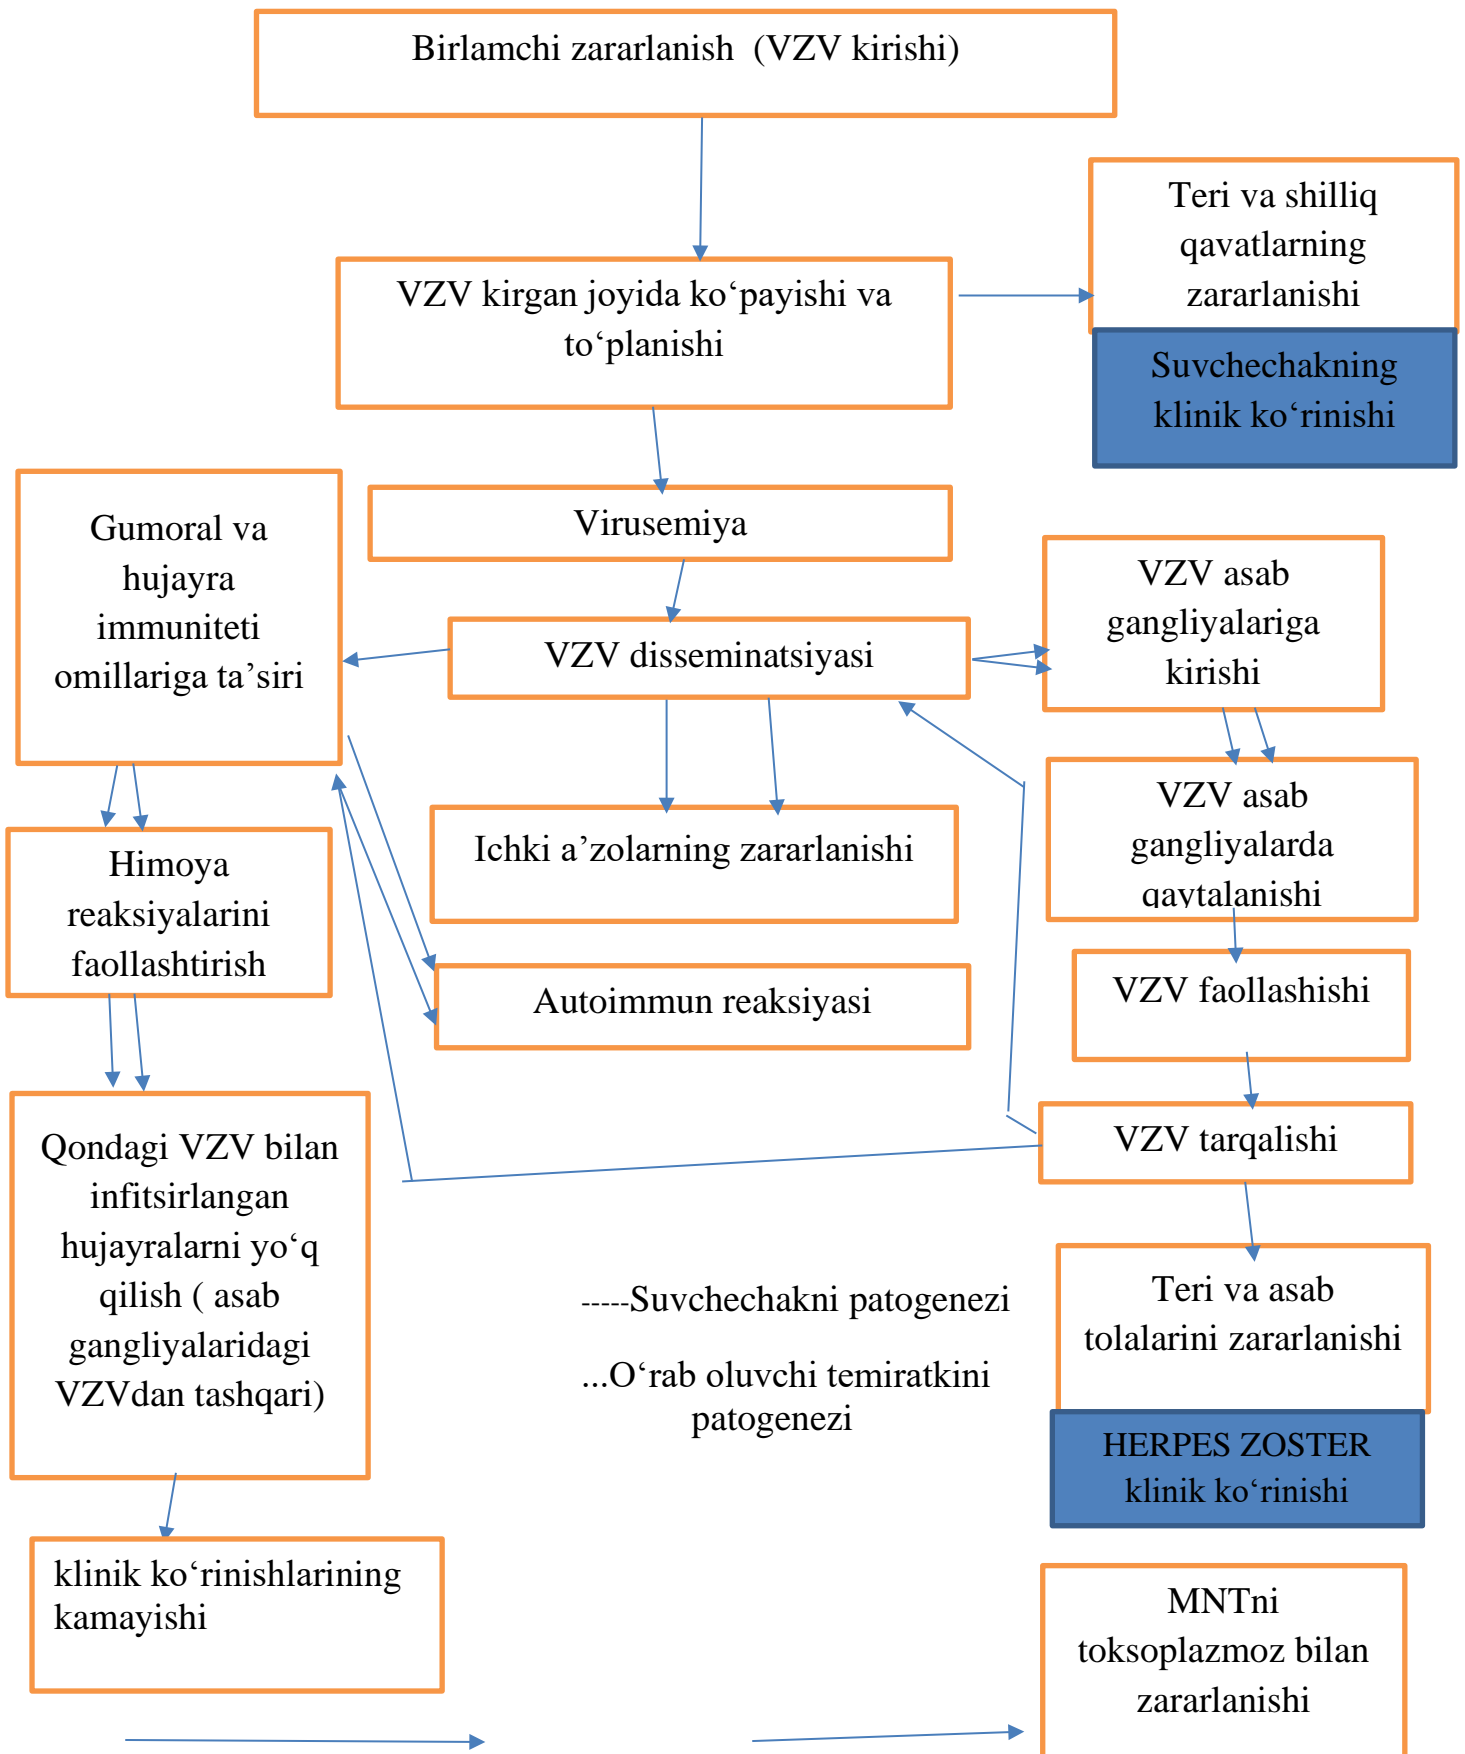 Birlamchi zararlanish (VZV kirishi)
Teri va shilliq
qavatlarning
zararlanishi
VZV kirgan joyida ko‘payishi va
to‘planishi
Suvchechakning
klinik ko‘rinishi
Gumoral va
hujayra
immuniteti
omillariga ta’siri
Virusemiya
VZV asab
gangliyalariga
kirishi
VZV disseminatsiyasi
VZV asab
gangliyalarda
qaytalanishi
Ichki a’zolarning zararlanishi
Himoya
reaksiyalarini
faollashtirish
Autoimmun reaksiyasi
VZV faollashishi
VZV tarqalishi
Qondagi VZV bilan
infitsirlangan
hujayralarni yo‘q
qilish ( asab
gangliyalaridagi
VZVdan tashqari)
-----Suvchechakni patogenezi
...O‘rab oluvchi temiratkini
patogenezi
Teri va asab
tolalarini zararlanishi
HERPES ZOSTER
klinik ko‘rinishi
klinik ko‘rinishlarining
kamayishi
MNTni
toksoplazmoz bilan
zararlanishi